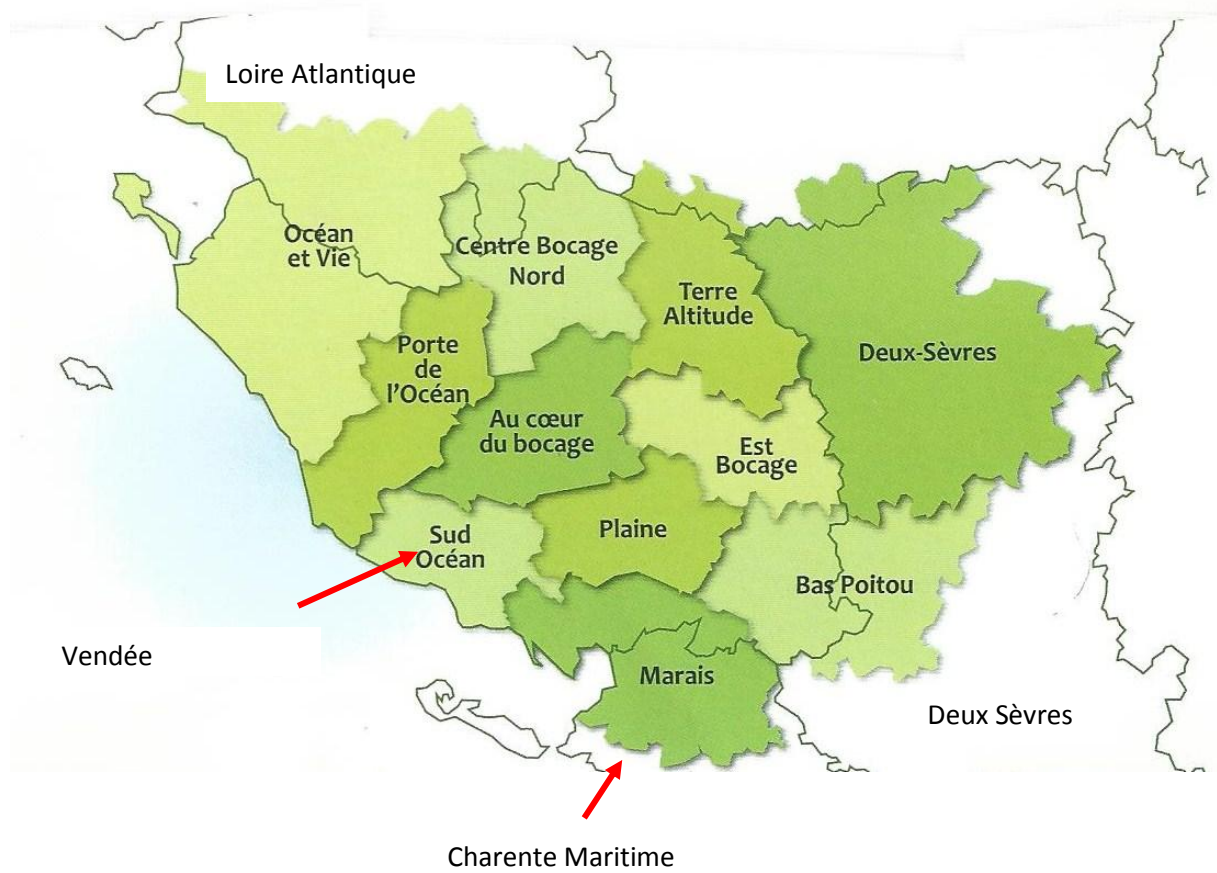 Loire Atlantique
Océan
et Vie
Centre Bocage
Nord
Terre
Altitude
Porte
de
l'Océan
Deux-Sèvres
Au cœur
du bocage
Est
Bocage
Sud
Océan
Plaine
Bas Poitou
Vendée
Marais
Deux Sèvres
Charente Maritime